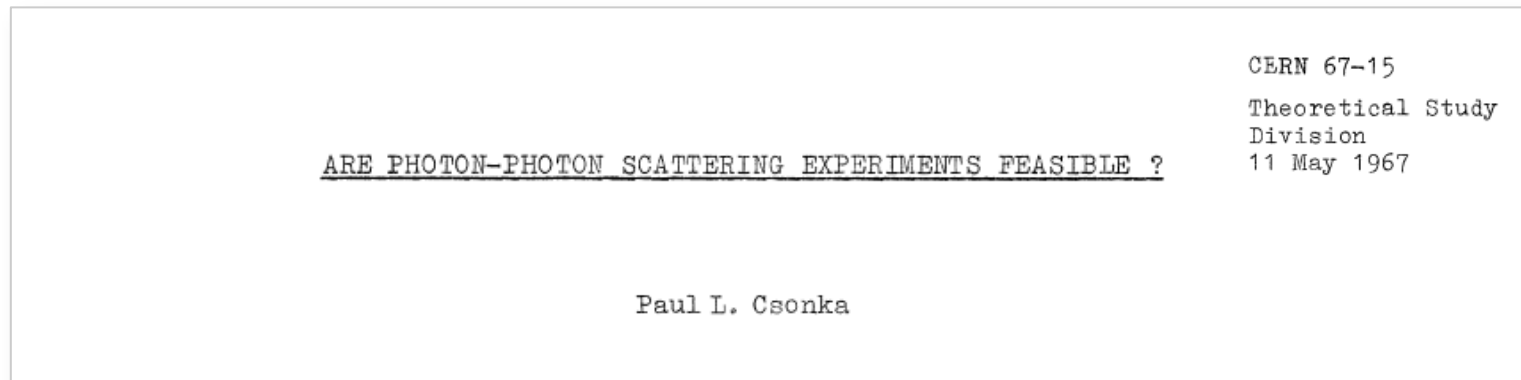 CERN 67-15
Theoretical Study
Division
11 May 1967
ARE PHOTON-PHOTON SCATTERING EXPERIMENTS FEASIBLE ?
Paul L. Csonka